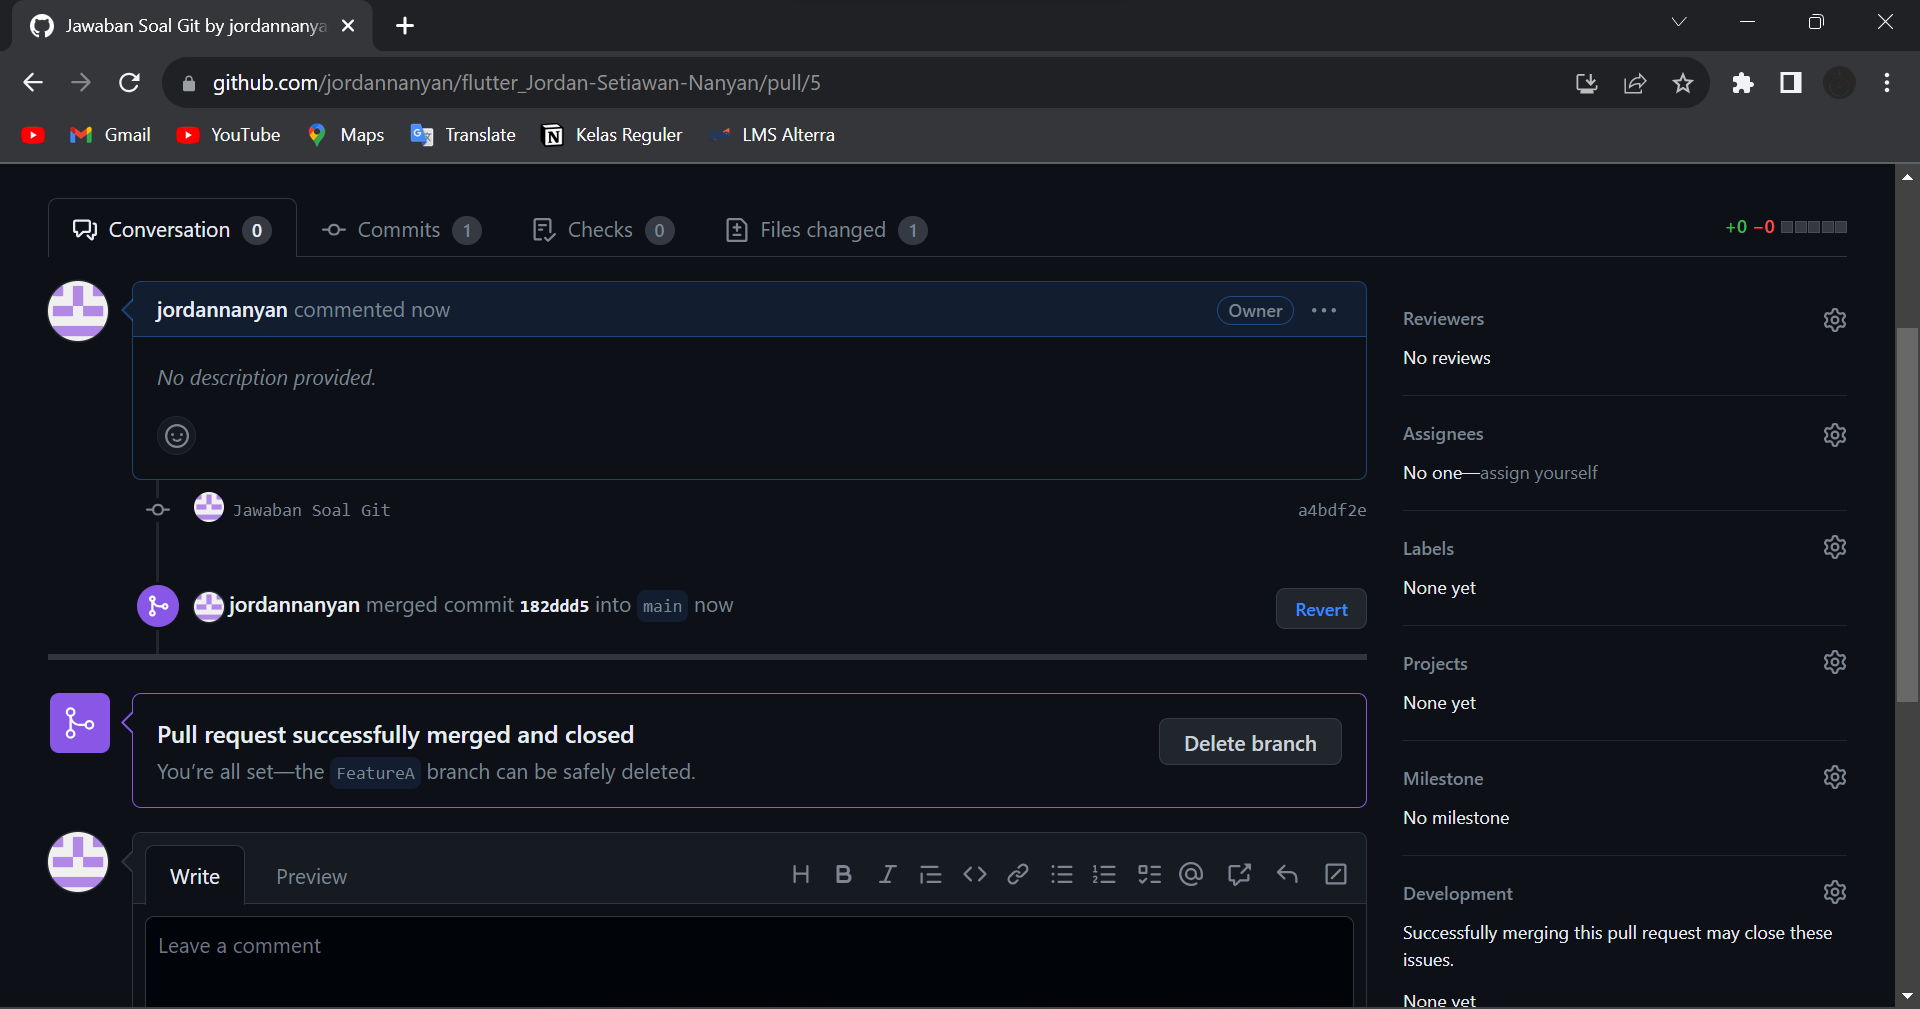 Jawaban Soal Git by jordannanya
github.com/jordannanyan/flutter_Jordan-Setiawan-Nanyan/pull/5
Gmail YouTube Maps Translate Kelas Reguler LMS Alterra
Conversation 0 Commits 1 Checks 0 Files changed 1 +0 −0
jordannanyan commented now Owner
No description provided.
Jawaban Soal Git a4bdf2e
jordannanyan merged commit 182ddd5 into main now Revert
Pull request successfully merged and closed
You're all set—the FeatureA branch can be safely deleted.
Delete branch
Write Preview
Leave a comment
Reviewers
No reviews
Assignees
No one—assign yourself
Labels
None yet
Projects
None yet
Milestone
No milestone
Development
Successfully merging this pull request may close these
issues.
None yet